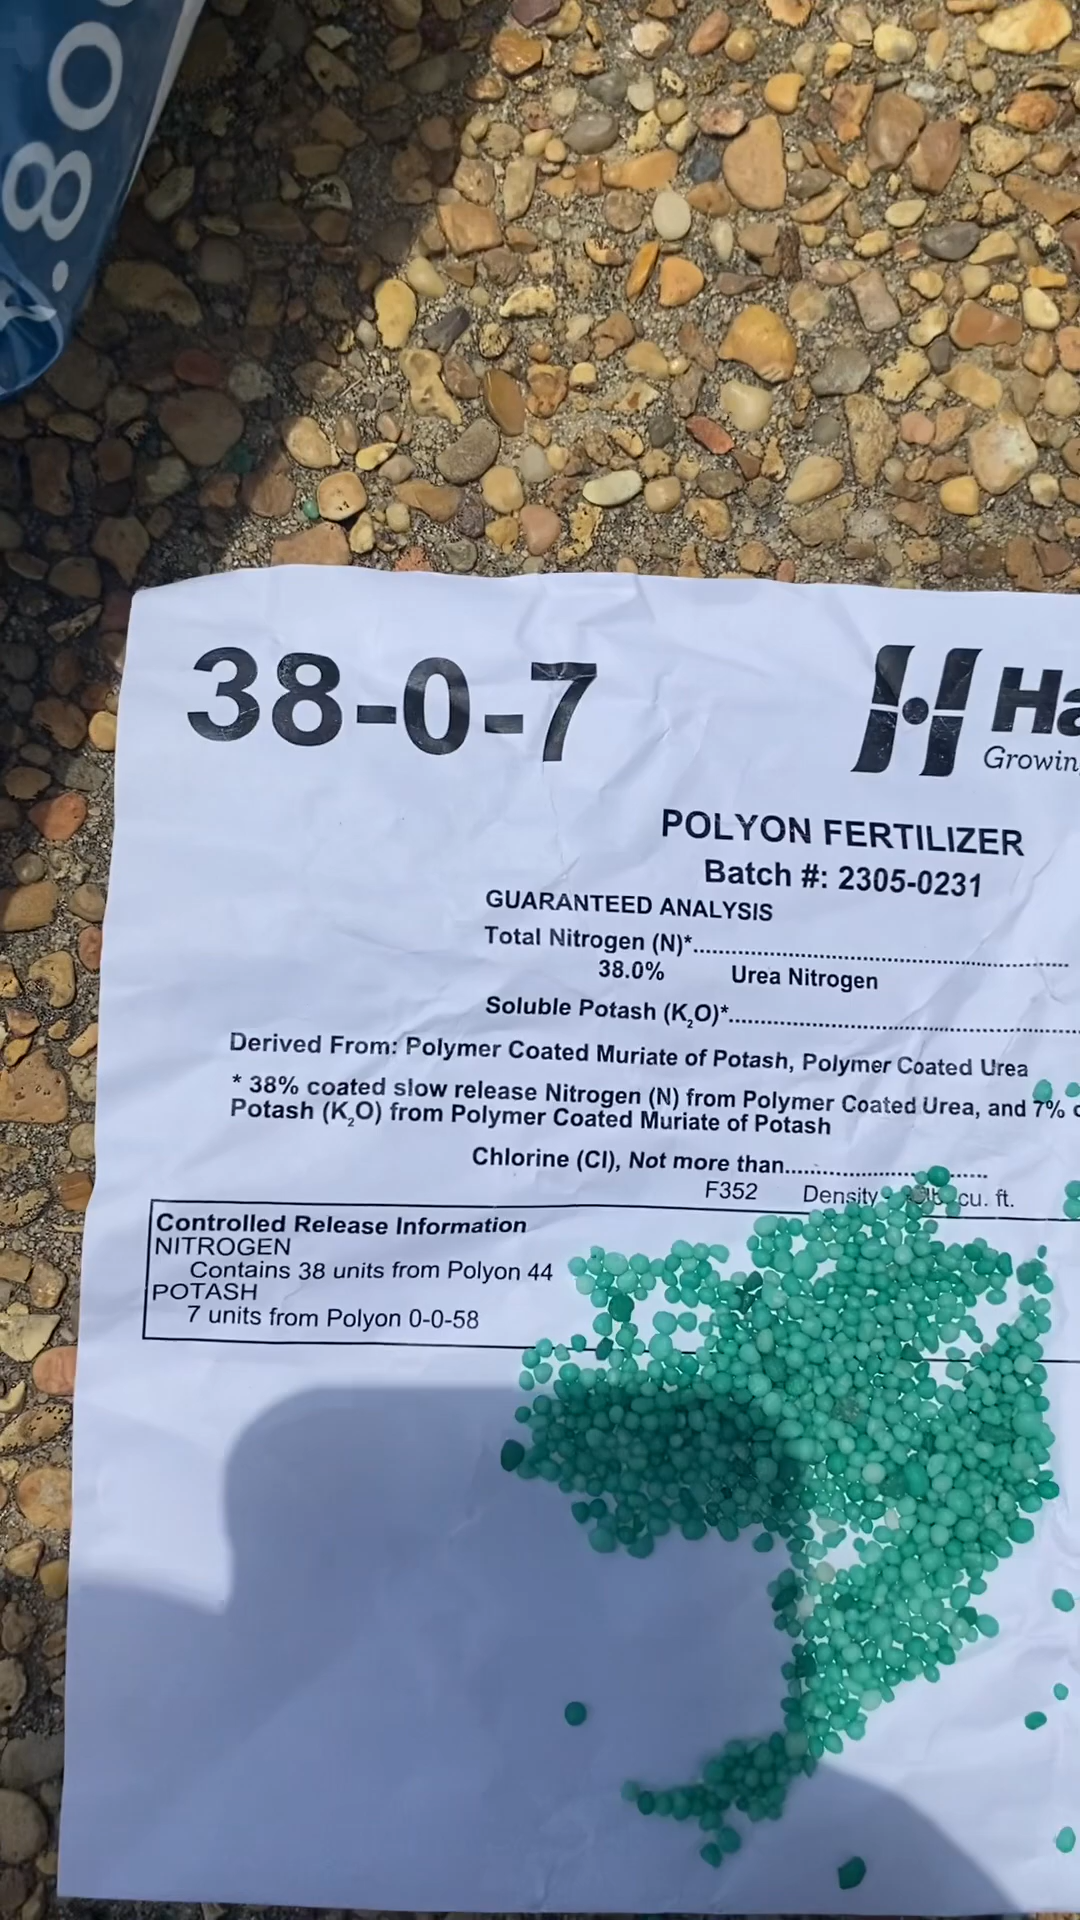 .80
38-0-7
Ha
Growin
POLYON FERTILIZER
Batch #: 2305-0231
GUARANTEED ANALYSIS
Total Nitrogen (N)*
38.0% Urea Nitrogen
Soluble Potash (K₂O)*
Derived From: Polymer Coated Muriate of Potash, Polymer Coated Urea
* 38% coated slow release Nitrogen (N) from Polymer Coated Urea, and 7% c
Potash (K₂O) from Polymer Coated Muriate of Potash
Chlorine (Cl), Not more than
F352 Density cu. ft.
Controlled Release Information
NITROGEN
Contains 38 units from Polyon 44
POTASH
7 units from Polyon 0-0-58